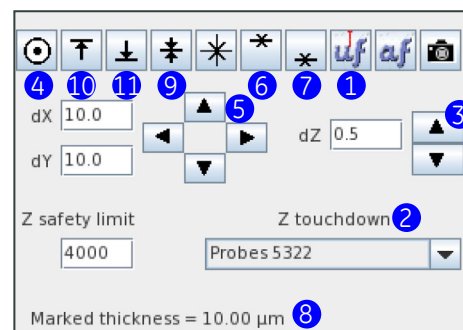 uf af
4 10 11 9 6 7 1
dX 10.0 5 3
dZ 0.5
dY 10.0
Z safety limit Z touchdown 2
4000 Probes 5322
Marked thickness = 10.00 µm 8